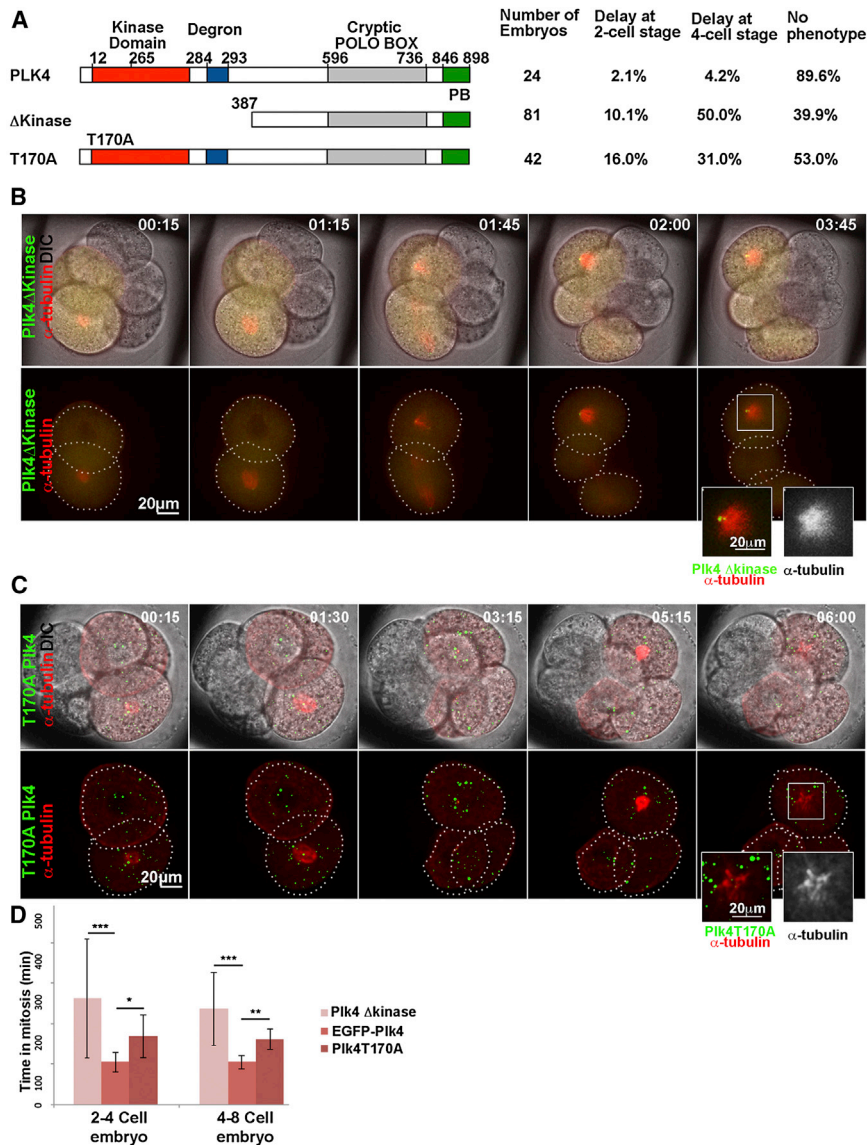 A
Kinase Domain
Degron
Cryptic POLO BOX
Number of Embryos
Delay at 2-cell stage
Delay at 4-cell stage
No phenotype
12 265 284 293 596 736 846 898
PLK4
24 2.1% 4.2% 89.6%
PB
387
ΔKinase
81 10.1% 50.0% 39.9%
T170A
T170A
42 16.0% 31.0% 53.0%
B
Plk4ΔKinase
α-tubulinDIC
00:15
01:15
01:45
02:00
03:45
Plk4ΔKinase
α-tubulin
20µm
20µm
Plk4 Δkinase
α-tubulin
α-tubulin
C
T170A Plk4
α-tubulinDIC
00:15
01:30
03:15
05:15
06:00
T170A Plk4
α-tubulin
20µm
20µm
Plk4T170A
α-tubulin
α-tubulin
D
Time in mitosis (min)
500
400
300
200
100
0
***
*
***
**
Plk4 Δkinase
EGFP-Plk4
Plk4T170A
2-4 Cell embryo
4-8 Cell embryo